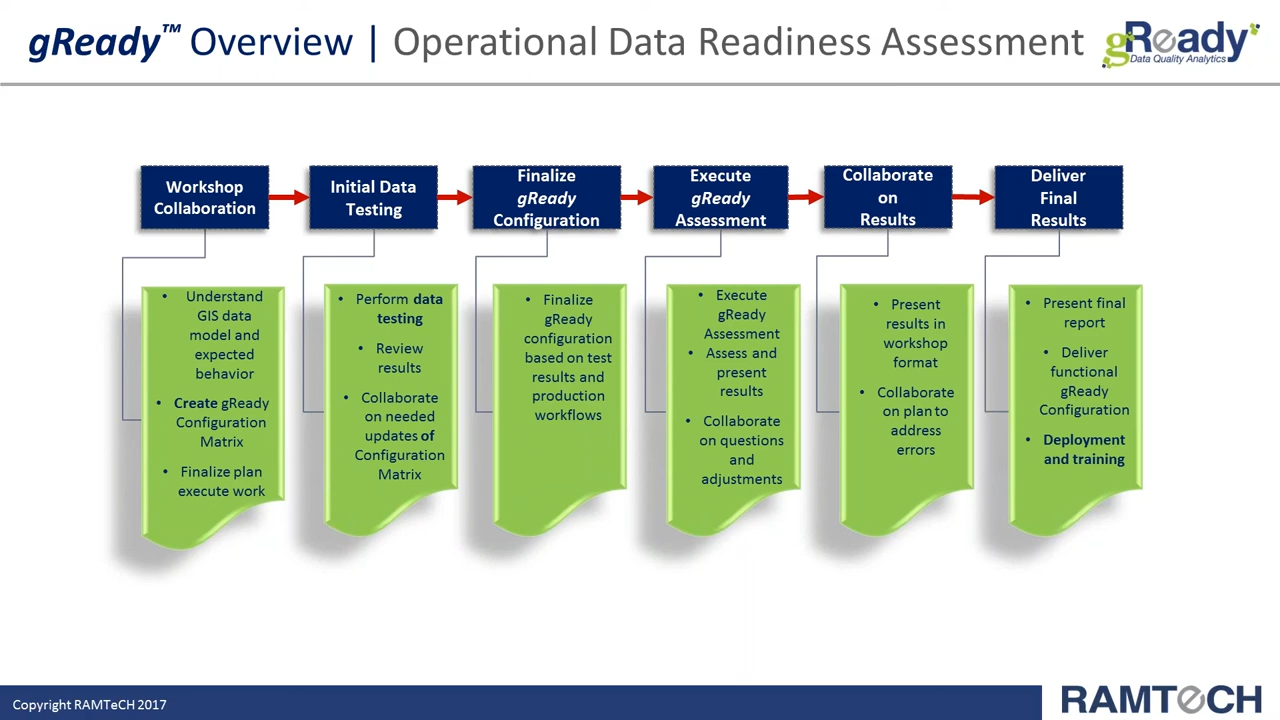 gReady™ Overview | Operational Data Readiness Assessment
gReady
Data Quality Analytics
Workshop
Collaboration
Initial Data
Testing
Finalize
gReady
Configuration
Execute
gReady
Assessment
Collaborate
on
Results
Deliver
Final
Results
• Understand
GIS data
model and
expected
behavior
• Create gReady
Configuration
Matrix
• Finalize plan
execute work
• Perform data
testing
• Review
results
• Collaborate
on needed
updates of
Configuration
Matrix
• Finalize
gReady
configuration
based on test
results and
production
workflows
• Execute
gReady
Assessment
• Assess and
present
results
• Collaborate
on questions
and
adjustments
• Present
results in
workshop
format
• Collaborate
on plan to
address
errors
• Present final
report
• Deliver
functional
gReady
Configuration
• Deployment
and training
Copyright RAMTeCH 2017
RAMTeCH